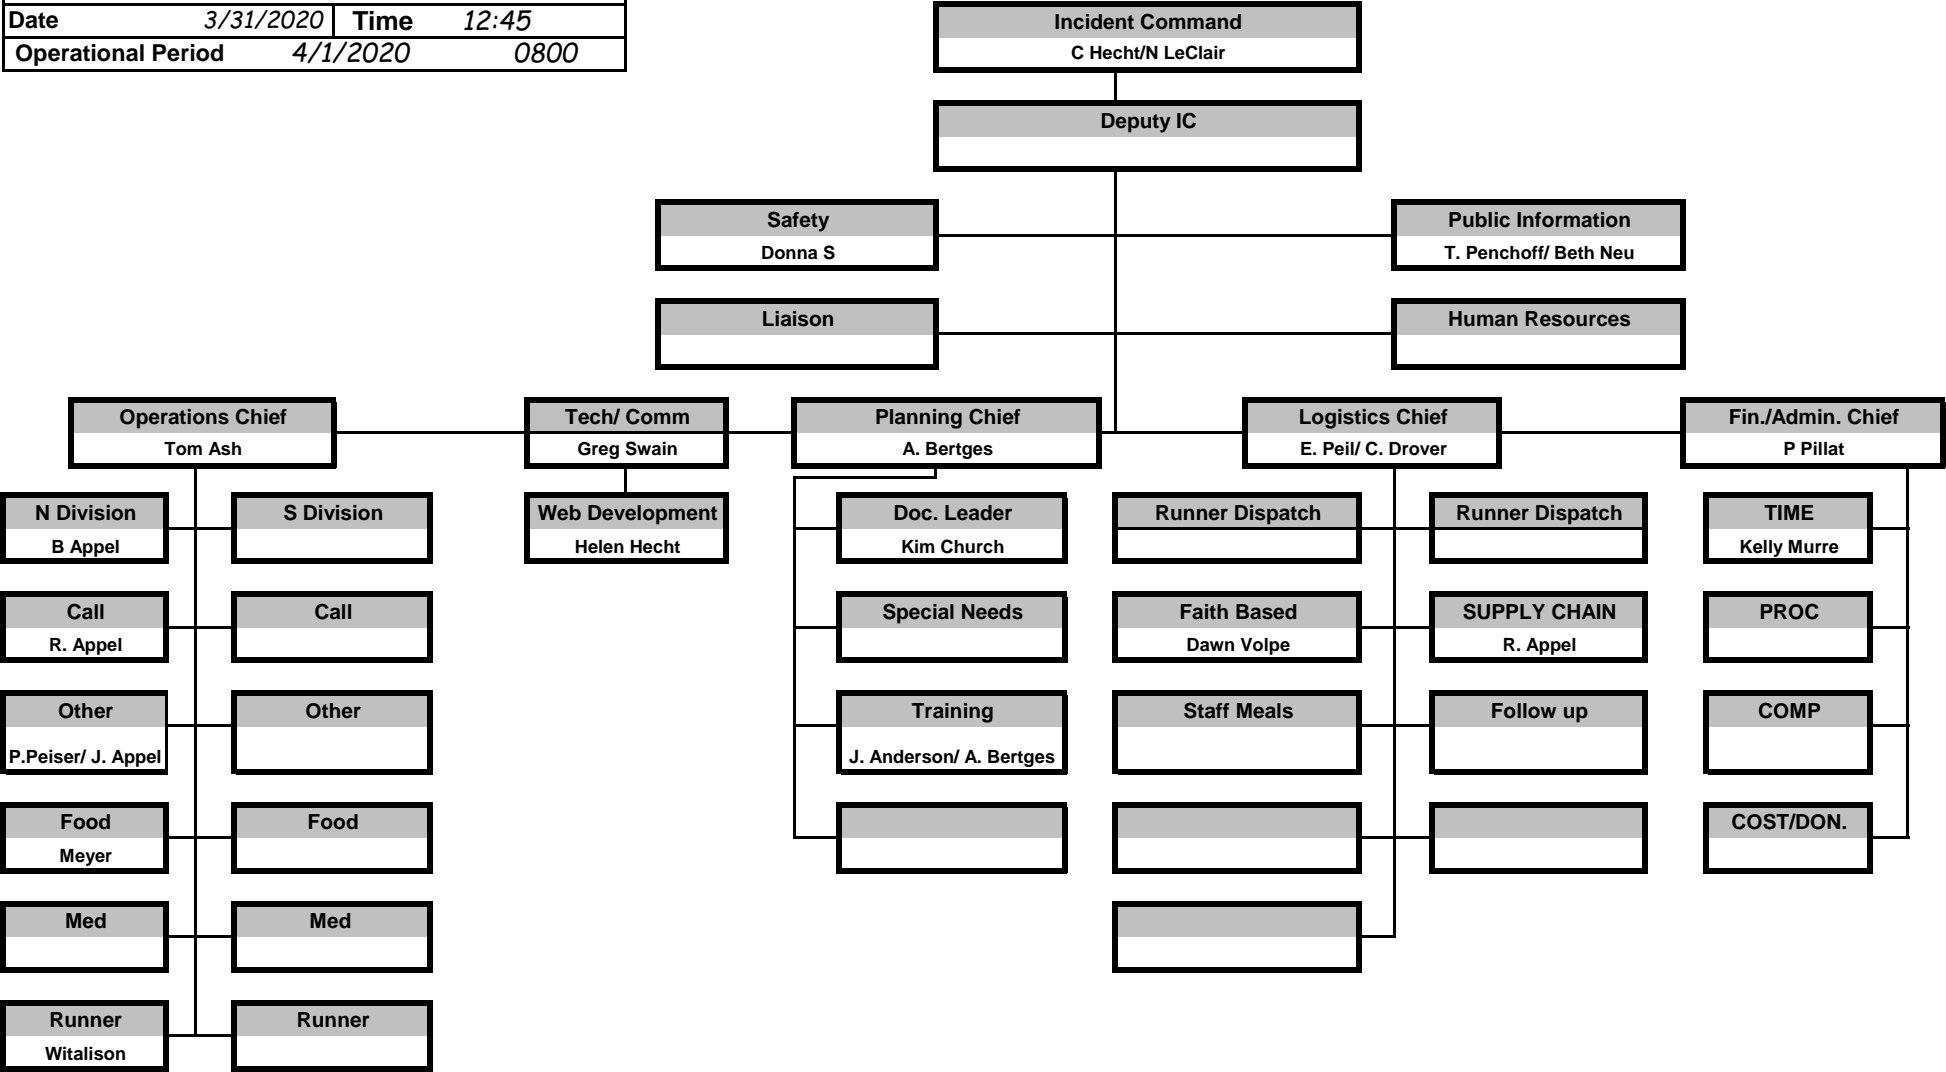 Date 3/31/2020 Time 12:45
Operational Period 4/1/2020 0800
Incident Command
C Hecht/N LeClair
Deputy IC
Safety
Donna S
Public Information
T. Penchoff/ Beth Neu
Liaison
Human Resources
Operations Chief
Tom Ash
Tech/ Comm
Greg Swain
Planning Chief
A. Bertges
Logistics Chief
E. Peil/ C. Drover
Fin./Admin. Chief
P Pillat
N Division
B Appel
S Division
Web Development
Helen Hecht
Doc. Leader
Kim Church
Runner Dispatch
Runner Dispatch
TIME
Kelly Murre
Call
R. Appel
Call
Special Needs
Faith Based
Dawn Volpe
SUPPLY CHAIN
R. Appel
PROC
Other
P.Peiser/ J. Appel
Other
Training
J. Anderson/ A. Bertges
Staff Meals
Follow up
COMP
Food
Meyer
Food
COST/DON.
Med
Med
Runner
Witalison
Runner